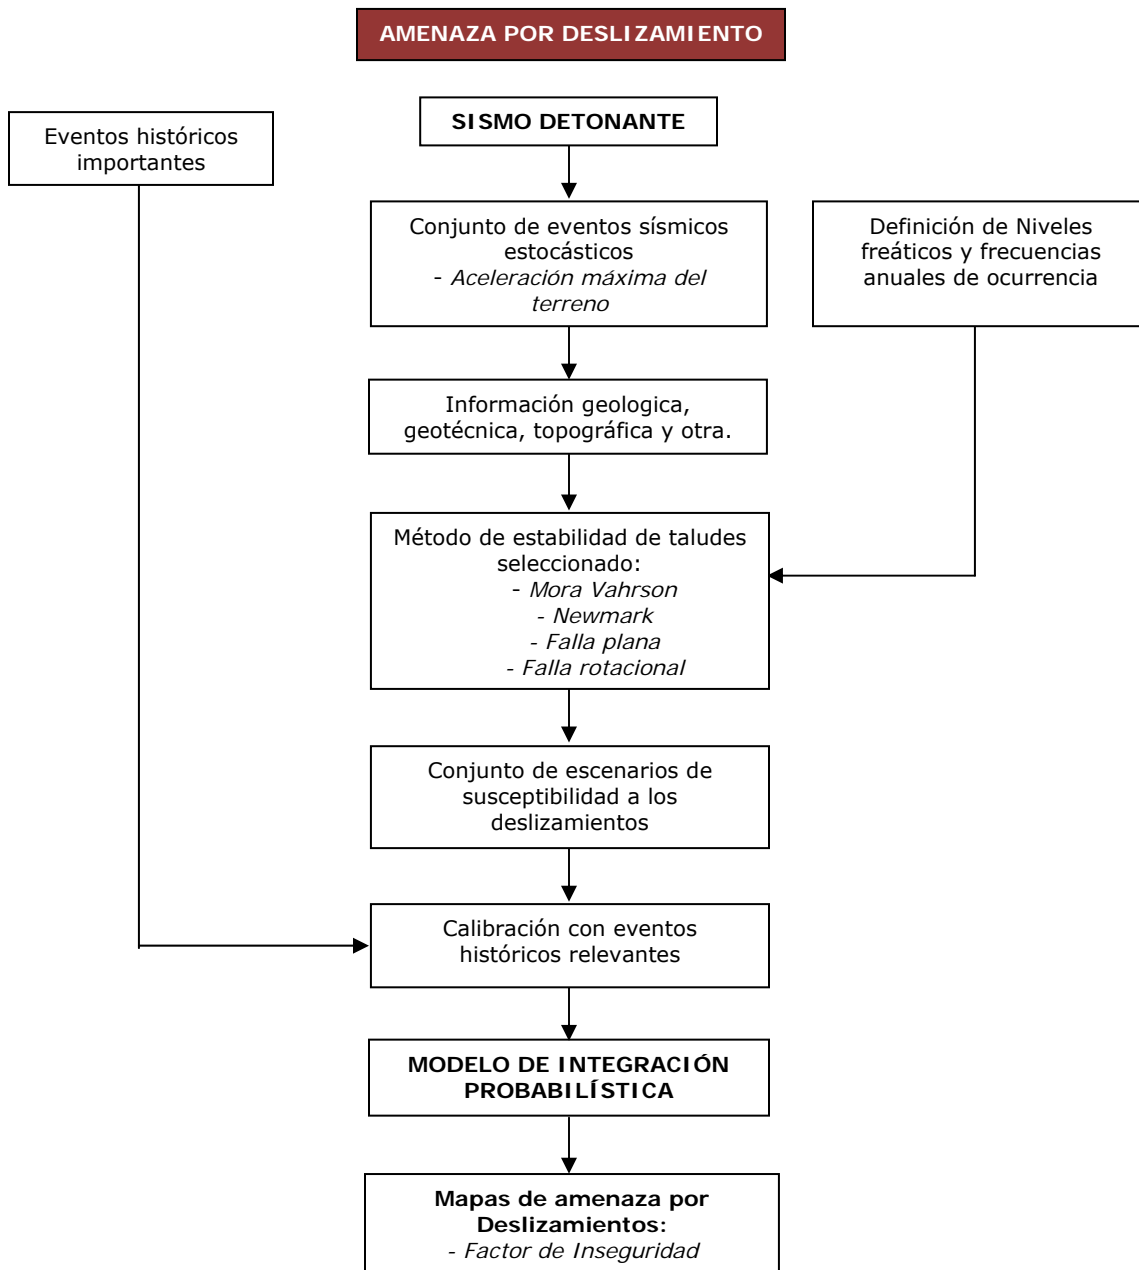 AMENAZA POR DESLIZAMIENTO
SISMO DETONANTE
Eventos históricos
importantes
Conjunto de eventos sísmicos
estocásticos
- Aceleración máxima del
terreno
Definición de Niveles
freáticos y frecuencias
anuales de ocurrencia
Información geologica,
geotécnica, topográfica y otra.
Método de estabilidad de taludes
seleccionado:
- Mora Vahrson
- Newmark
- Falla plana
- Falla rotacional
Conjunto de escenarios de
susceptibilidad a los
deslizamientos
Calibración con eventos
históricos relevantes
MODELO DE INTEGRACIÓN
PROBABILÍSTICA
Mapas de amenaza por
Deslizamientos:
- Factor de Inseguridad